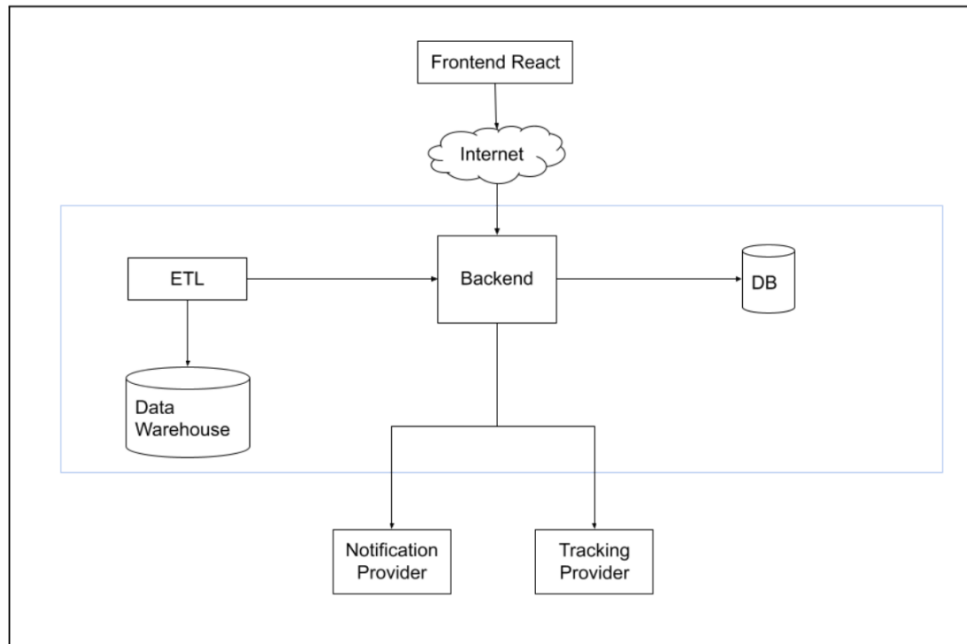 Frontend React
Internet
ETL
Backend
DB
Data
Warehouse
Notification
Provider
Tracking
Provider